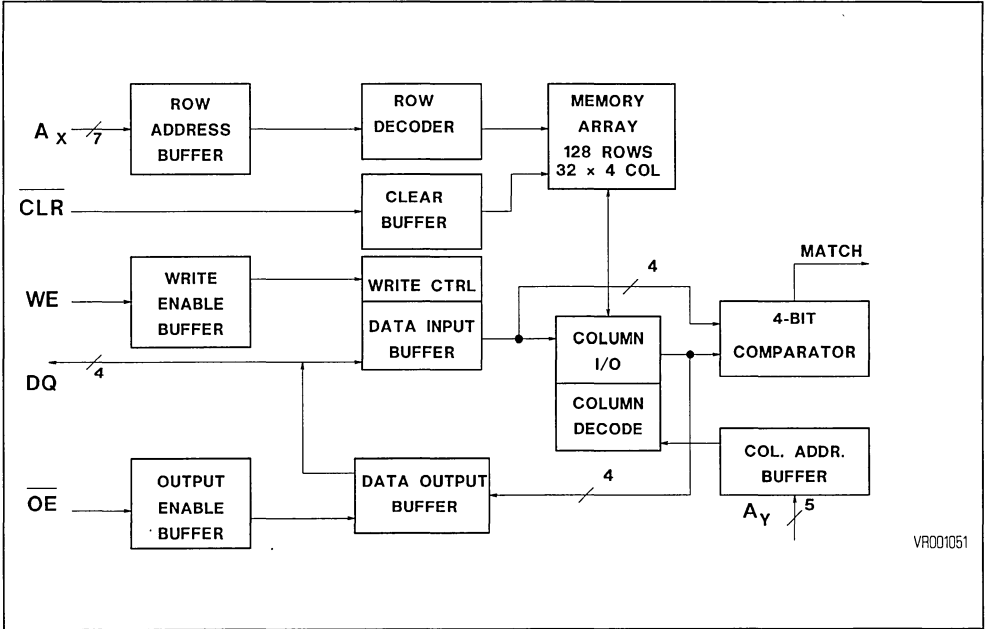 A X
7
ROW
ADDRESS
BUFFER
ROW
DECODER
MEMORY
ARRAY
128 ROWS
32 × 4 COL
CLR
CLEAR
BUFFER
WE
WRITE
ENABLE
BUFFER
WRITE CTRL
DATA INPUT
BUFFER
4
MATCH
4-BIT
COMPARATOR
COLUMN
I/O
COLUMN
DECODE
DQ
4
COL. ADDR.
BUFFER
AY
5
OE
OUTPUT
ENABLE
BUFFER
DATA OUTPUT
BUFFER
4
VR001051